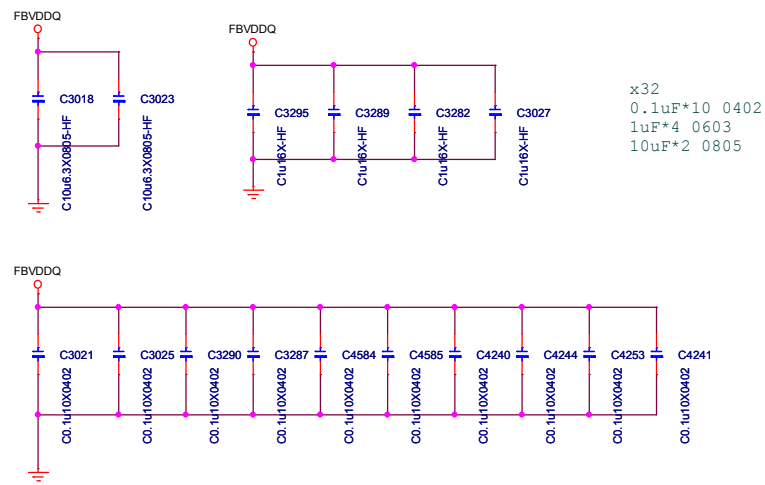 FBVDDQ
C3018
C10u6.3X0805-HF
C3023
C10u6.3X0805-HF
FBVDDQ
C3295
C1u16X-HF
C3289
C1u16X-HF
C3282
C1u16X-HF
C3027
C1u16X-HF
x32
0.1uF*10 0402
1uF*4 0603
10uF*2 0805
FBVDDQ
C3021
C0.1u10X0402
C3025
C0.1u10X0402
C3290
C0.1u10X0402
C3287
C0.1u10X0402
C4584
C0.1u10X0402
C4585
C0.1u10X0402
C4240
C0.1u10X0402
C4244
C0.1u10X0402
C4253
C0.1u10X0402
C4241
C0.1u10X0402